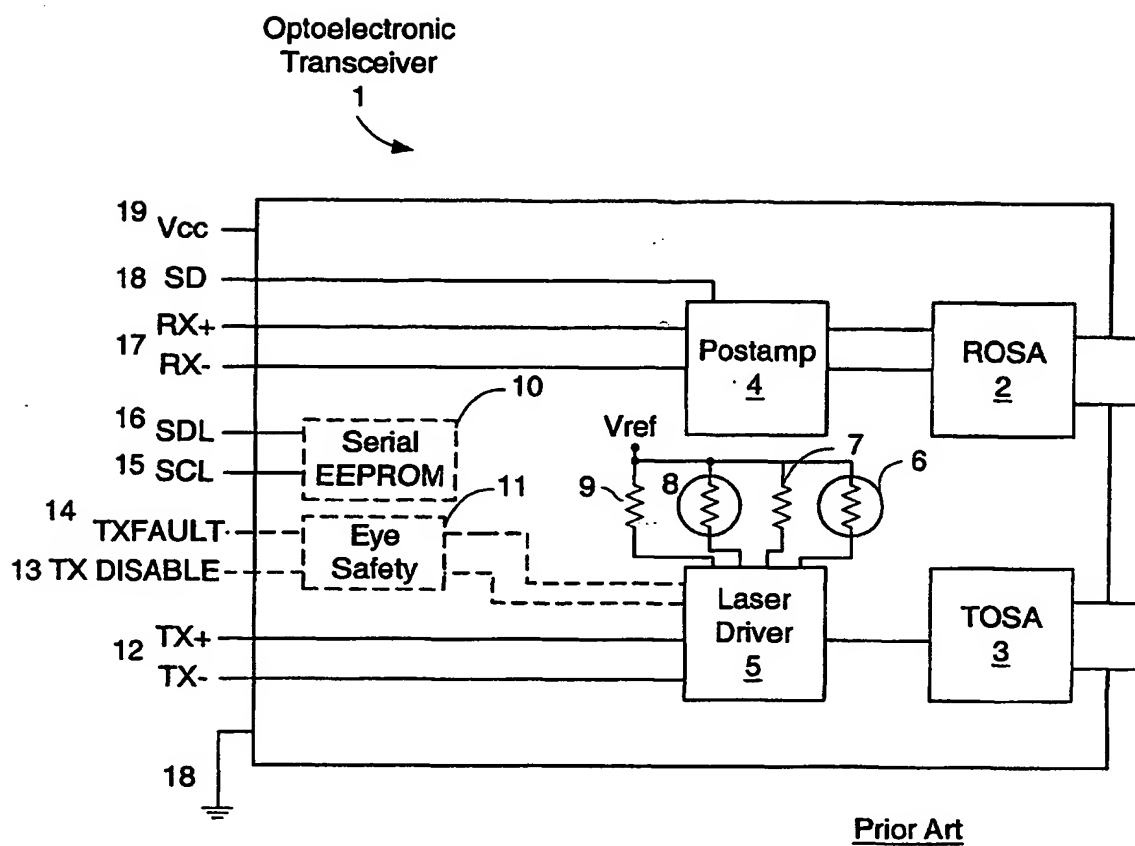 Optoelectronic
Transceiver
1
19 Vcc
18 SD
RX+
17
RX-
Postamp
4
ROSA
2
10
16 SDL
15 SCL
Serial
EEPROM
Vref
9
8
7
6
11
14 TXFAULT
13 TX DISABLE
Eye
Safety
Laser
Driver
5
TOSA
3
12 TX+
TX-
18
Prior Art